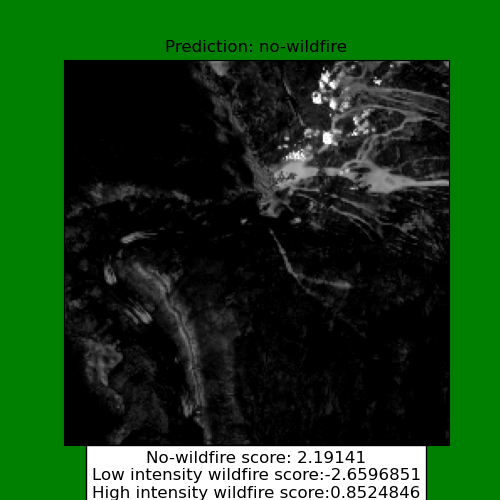 Prediction: no-wildfire
No-wildfire score: 2.19141
Low intensity wildfire score:-2.6596851
High intensity wildfire score:0.8524846